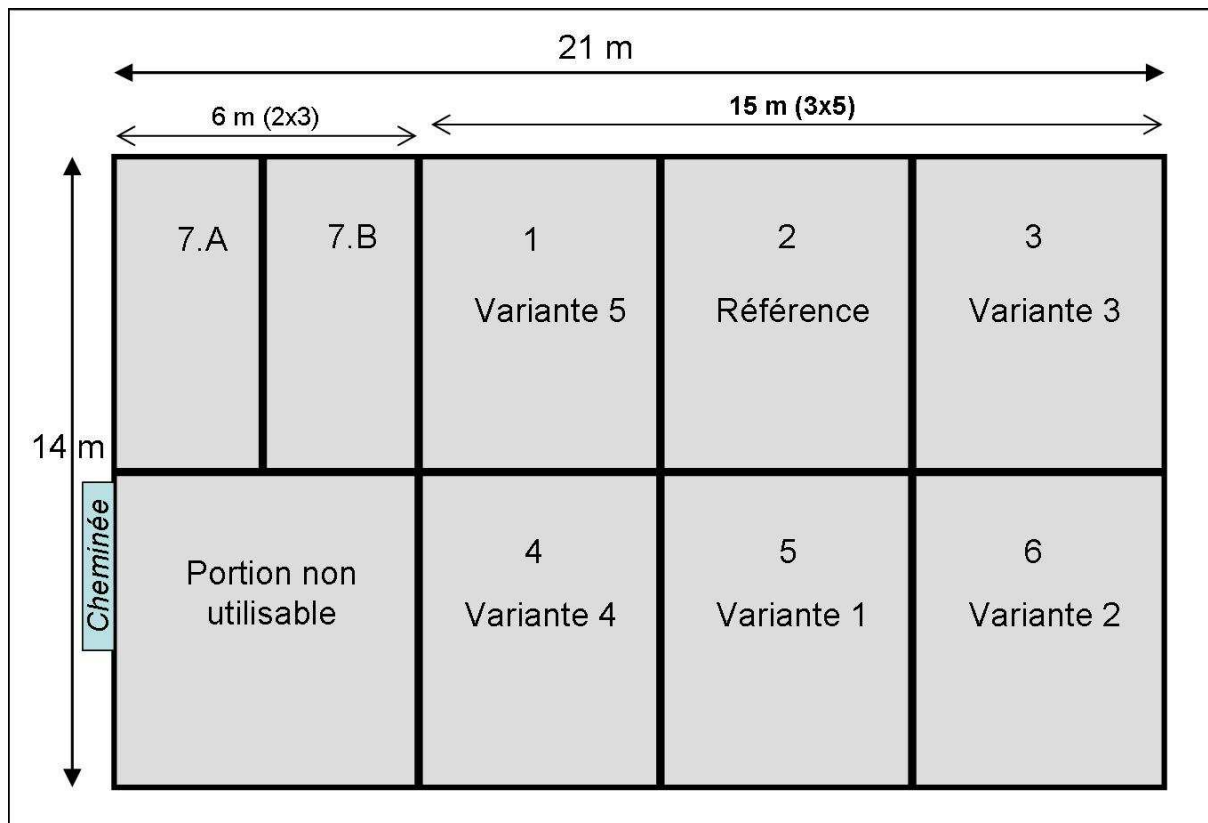 21 m
6 m (2x3)
15 m (3x5)
7.A
7.B
1
Variante 5
2
Référence
3
Variante 3
14 m
Cheminée
Portion non
utilisable
4
Variante 4
5
Variante 1
6
Variante 2